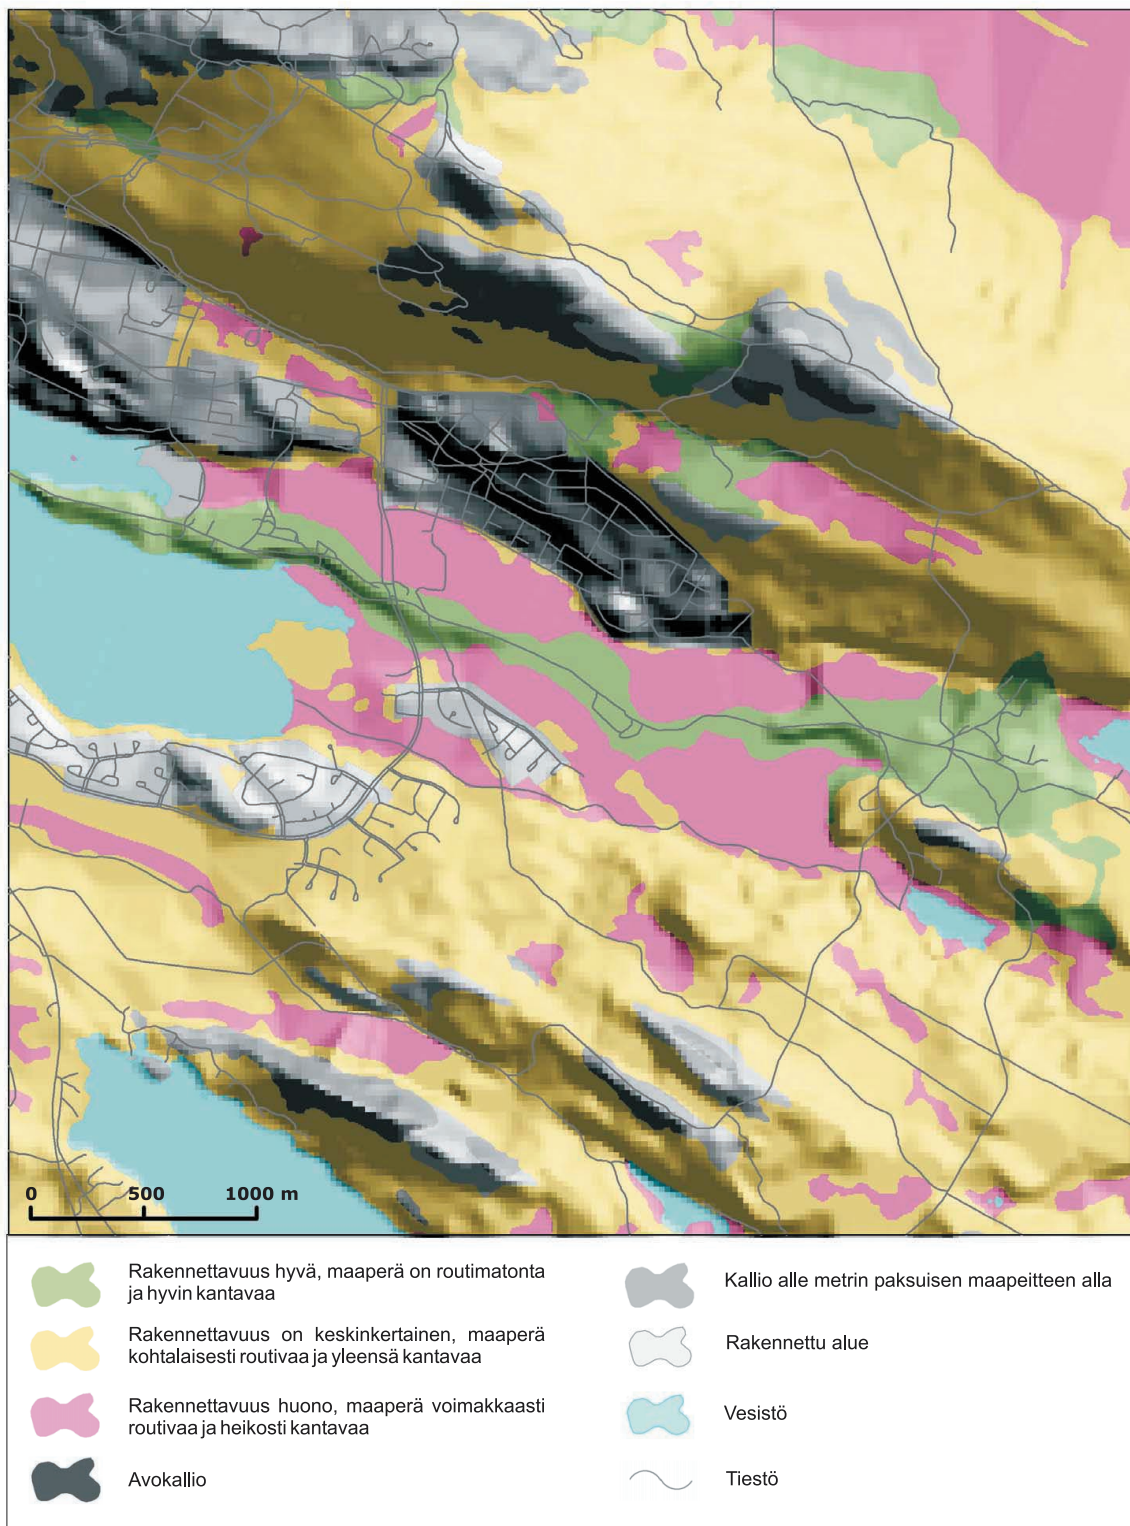 0 500 1000 m
Rakennettavuus hyvä, maaperä on routimatonta
ja hyvin kantavaa
Rakennettavuus on keskinkertainen, maaperä
kohtalaisesti routivaa ja yleensä kantavaa
Rakennettavuus huono, maaperä voimakkaasti
routivaa ja heikosti kantavaa
Avokallio
Kallio alle metrin paksuisen maapeitteen alla
Rakennettu alue
Vesistö
Tiestö